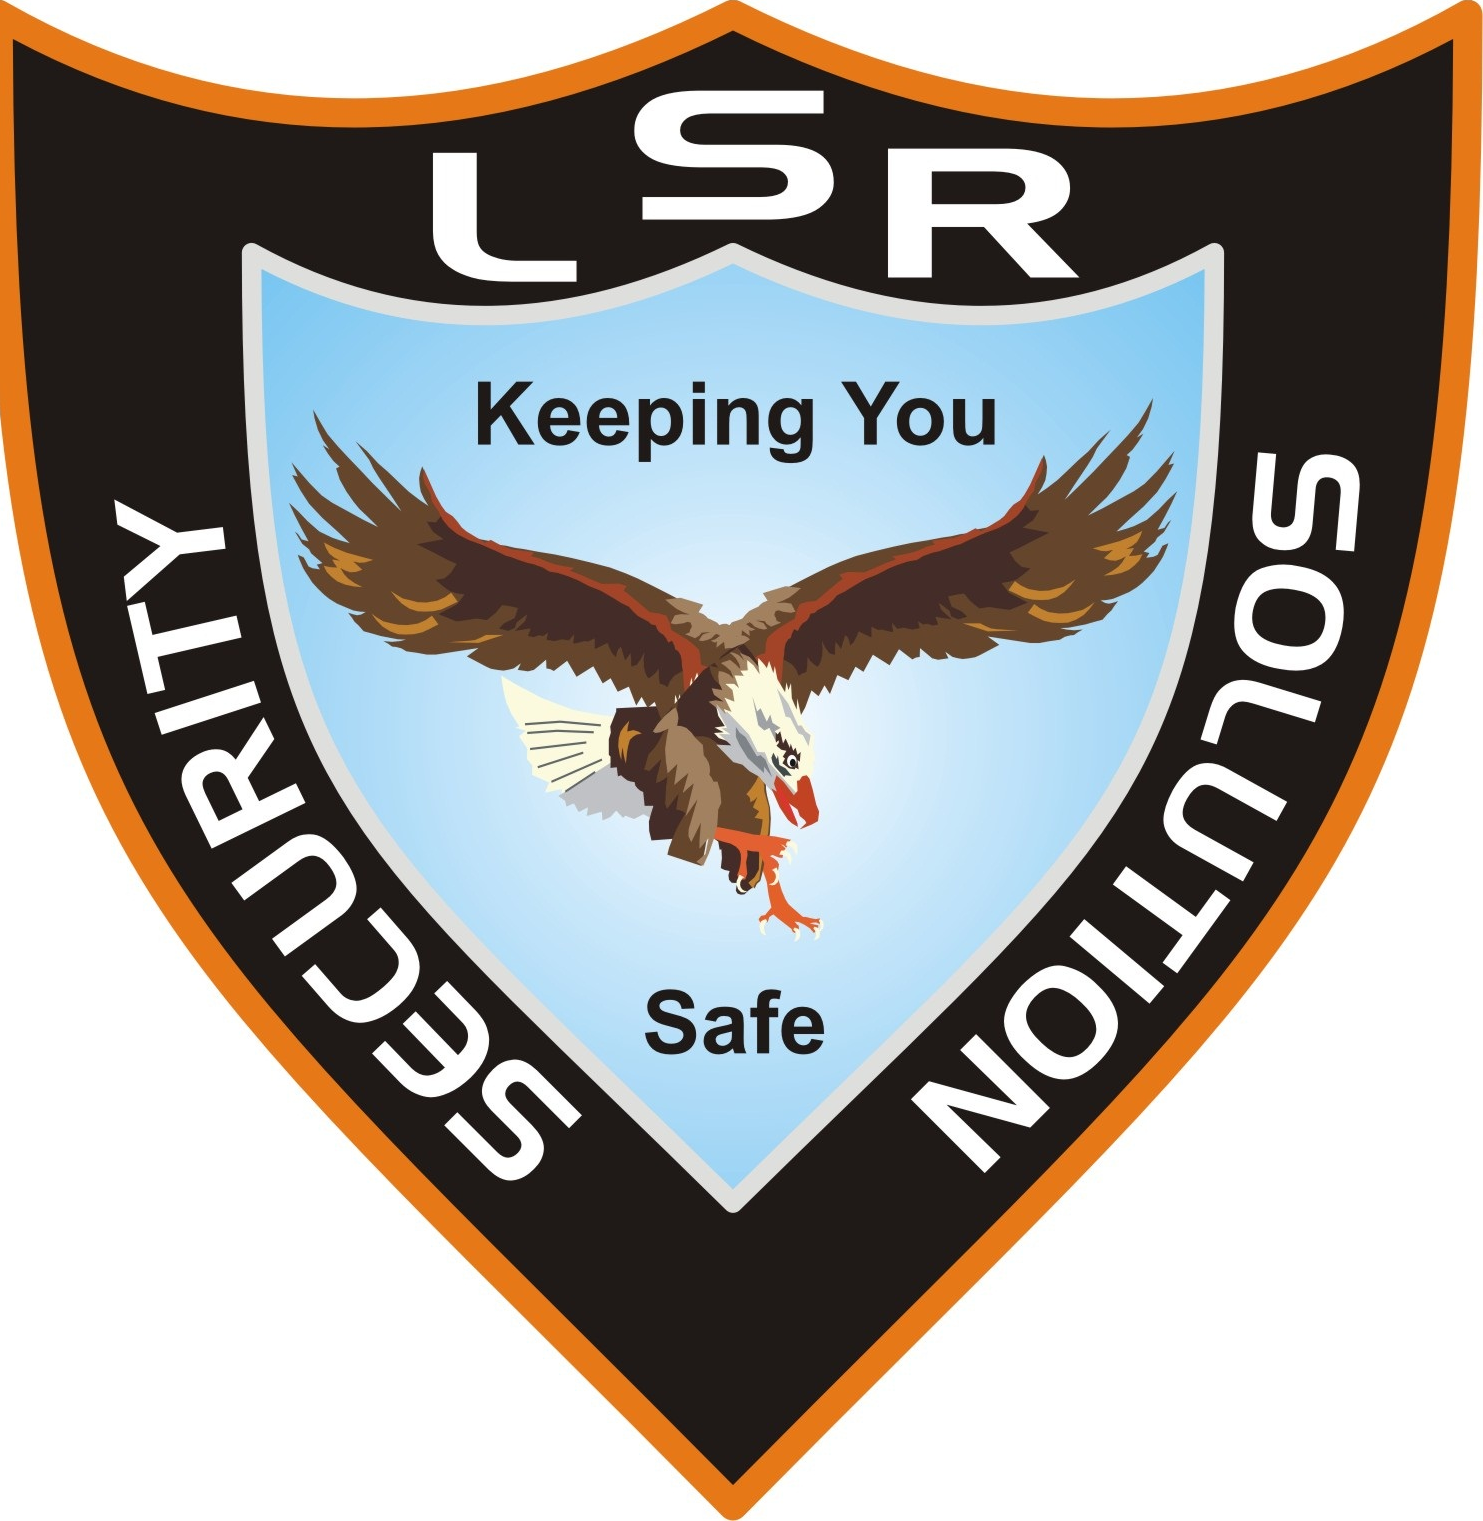 LSR
Keeping You
Safe
SECURITY
SOLUTION